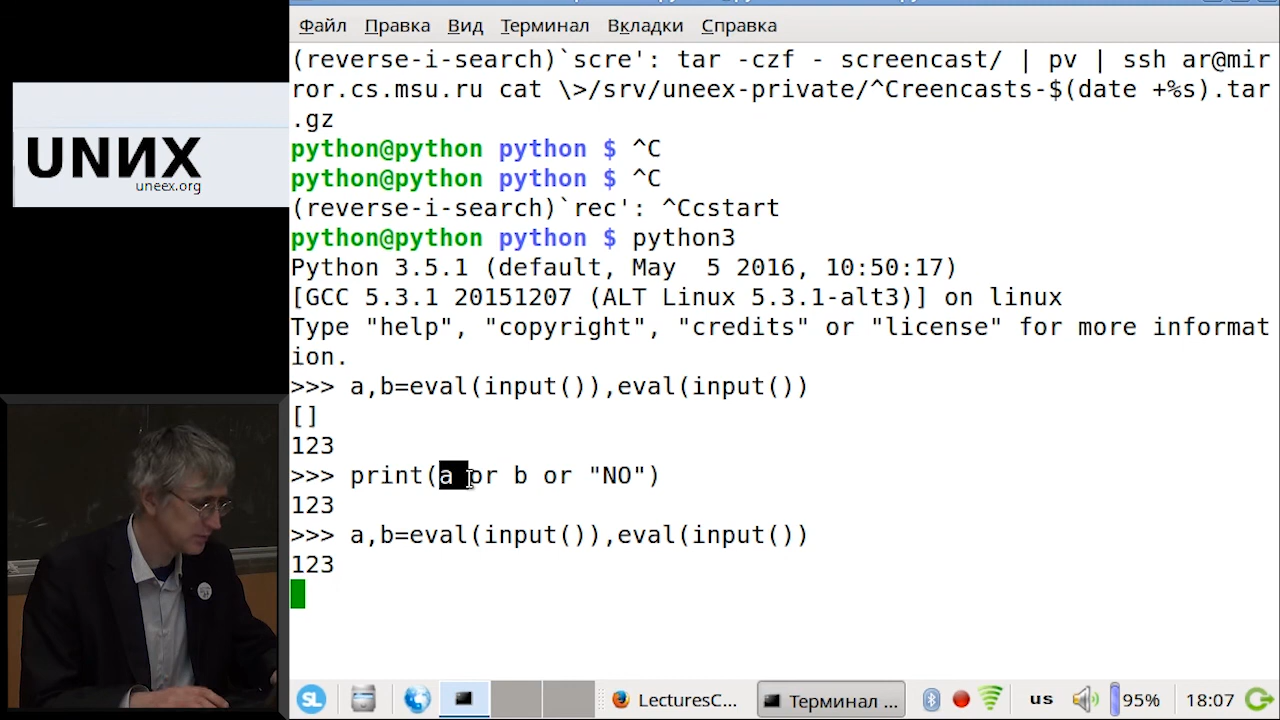 UNИX
uneex.org
Файл Правка Вид Терминал Вкладки Справка
(reverse-i-search)`scre': tar -czf - screencast/ | pv | ssh ar@mir
ror.cs.msu.ru cat \>/srv/uneex-private/^Creencasts-$(date +%s).tar
.gz
python@python python $ ^C
python@python python $ ^C
(reverse-i-search)`rec': ^Ccstart
python@python python $ python3
Python 3.5.1 (default, May  5 2016, 10:50:17)
[GCC 5.3.1 20151207 (ALT Linux 5.3.1-alt3)] on linux
Type "help", "copyright", "credits" or "license" for more informat
ion.
>>> a,b=eval(input()),eval(input())
[]
123
>>> print(a or b or "NO")
123
>>> a,b=eval(input()),eval(input())
123
SL LecturesC... Терминал ... us 95% 18:07